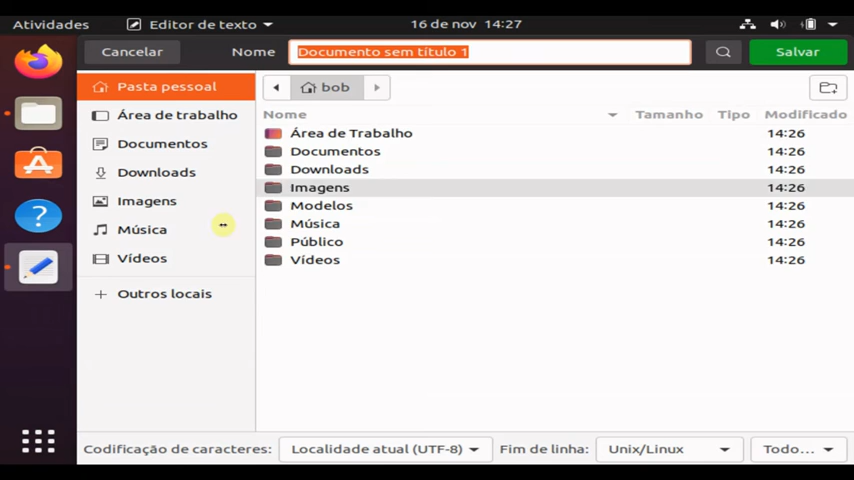 Atividades Editor de texto 16 de nov 14:27
Cancelar Nome Documento sem título 1 Salvar
Pasta pessoal
Área de trabalho
Documentos
Downloads
Imagens
Música
Vídeos
Outros locais
bob
Nome Tamanho Tipo Modificado
Área de Trabalho 14:26
Documentos 14:26
Downloads 14:26
Imagens 14:26
Modelos 14:26
Música 14:26
Público 14:26
Vídeos 14:26
Codificação de caracteres: Localidade atual (UTF-8) Fim de linha: Unix/Linux Todo...